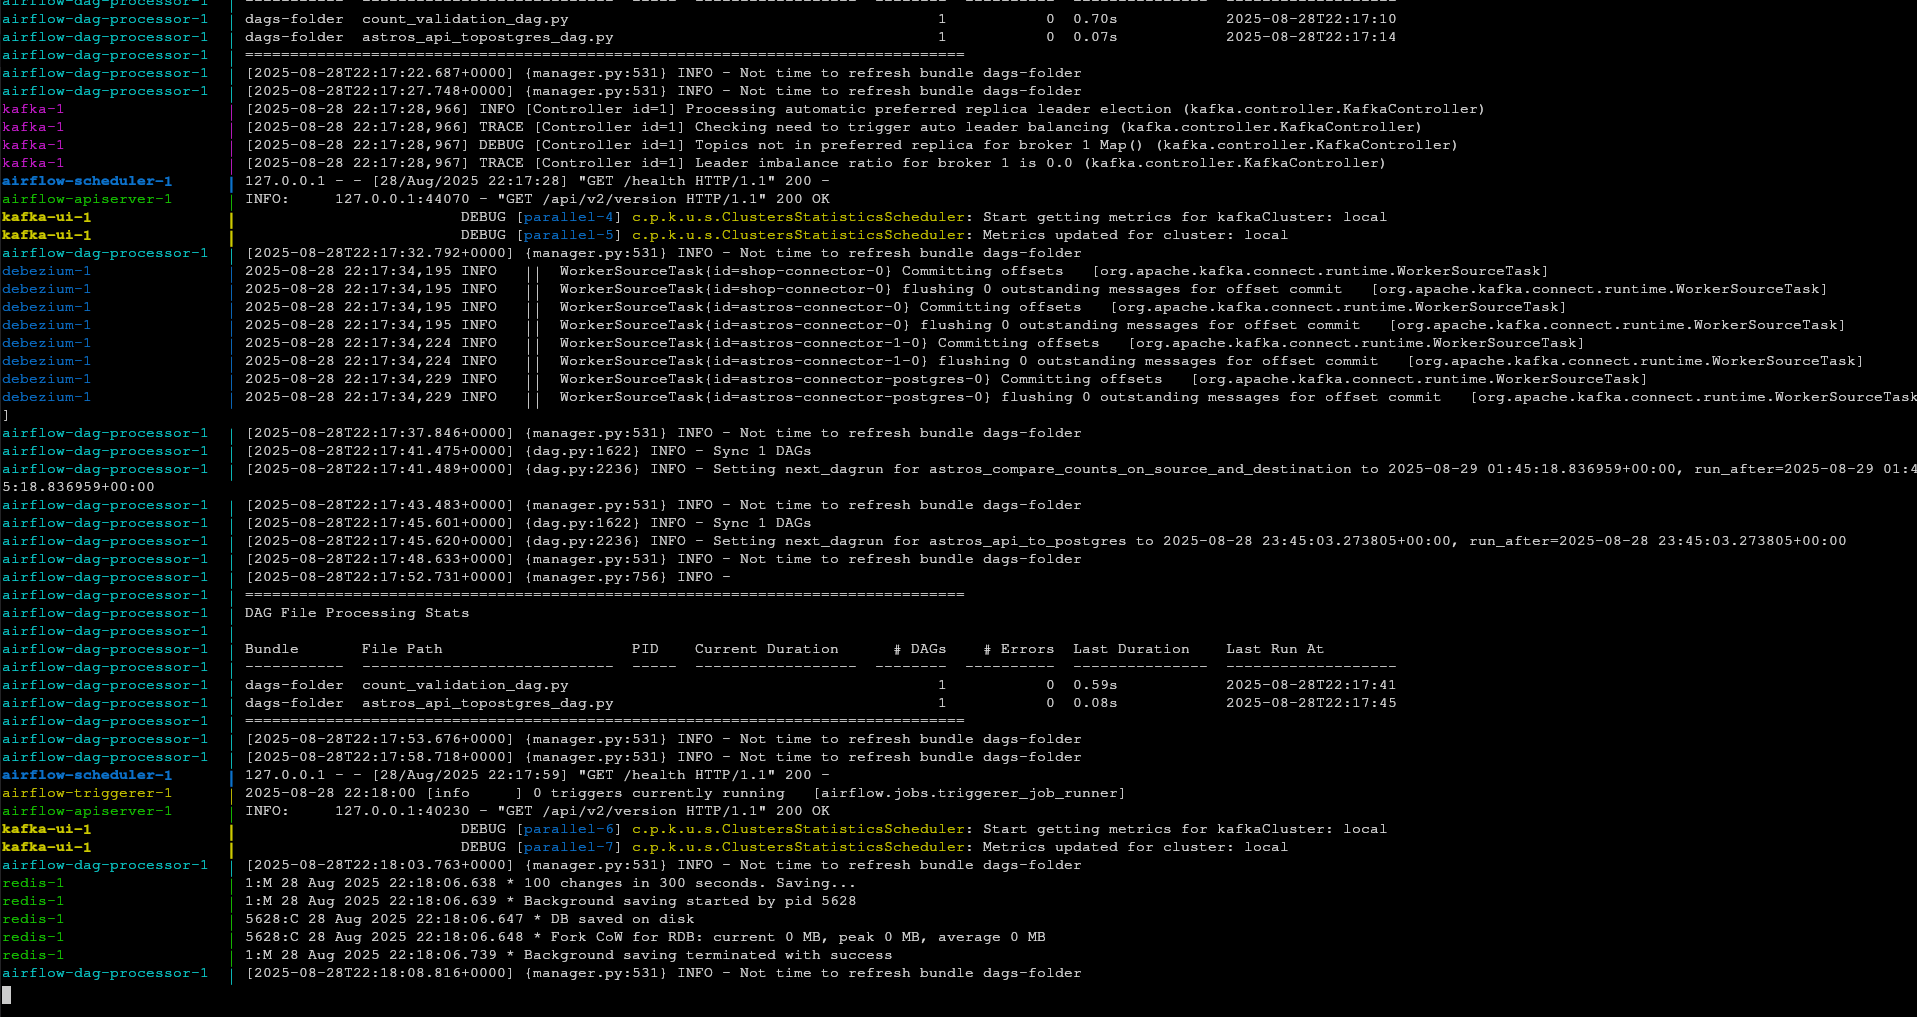 airflow-dag-processor-1 | ----------- ---------------------------- ----- ------------------ -------- ---------- --------------- -------------------
airflow-dag-processor-1 | dags-folder count_validation_dag.py 1 0 0.70s 2025-08-28T22:17:10
airflow-dag-processor-1 | dags-folder astros_api_topostgres_dag.py 1 0 0.07s 2025-08-28T22:17:14
airflow-dag-processor-1 | ================================================================================
airflow-dag-processor-1 | [2025-08-28T22:17:22.687+0000] {manager.py:531} INFO - Not time to refresh bundle dags-folder
airflow-dag-processor-1 | [2025-08-28T22:17:27.748+0000] {manager.py:531} INFO - Not time to refresh bundle dags-folder
kafka-1 | [2025-08-28 22:17:28,966] INFO [Controller id=1] Processing automatic preferred replica leader election (kafka.controller.KafkaController)
kafka-1 | [2025-08-28 22:17:28,966] TRACE [Controller id=1] Checking need to trigger auto leader balancing (kafka.controller.KafkaController)
kafka-1 | [2025-08-28 22:17:28,967] DEBUG [Controller id=1] Topics not in preferred replica for broker 1 Map() (kafka.controller.KafkaController)
kafka-1 | [2025-08-28 22:17:28,967] TRACE [Controller id=1] Leader imbalance ratio for broker 1 is 0.0 (kafka.controller.KafkaController)
airflow-scheduler-1 | 127.0.0.1 - - [28/Aug/2025 22:17:28] "GET /health HTTP/1.1" 200 -
airflow-apiserver-1 | INFO: 127.0.0.1:44070 - "GET /api/v2/version HTTP/1.1" 200 OK
kafka-ui-1 | DEBUG [parallel-4] c.p.k.u.s.ClustersStatisticsScheduler: Start getting metrics for kafkaCluster: local
kafka-ui-1 | DEBUG [parallel-5] c.p.k.u.s.ClustersStatisticsScheduler: Metrics updated for cluster: local
airflow-dag-processor-1 | [2025-08-28T22:17:32.792+0000] {manager.py:531} INFO - Not time to refresh bundle dags-folder
debezium-1 | 2025-08-28 22:17:34,195 INFO || WorkerSourceTask{id=shop-connector-0} Committing offsets [org.apache.kafka.connect.runtime.WorkerSourceTask]
debezium-1 | 2025-08-28 22:17:34,195 INFO || WorkerSourceTask{id=shop-connector-0} flushing 0 outstanding messages for offset commit [org.apache.kafka.connect.runtime.WorkerSourceTask]
debezium-1 | 2025-08-28 22:17:34,195 INFO || WorkerSourceTask{id=astros-connector-0} Committing offsets [org.apache.kafka.connect.runtime.WorkerSourceTask]
debezium-1 | 2025-08-28 22:17:34,195 INFO || WorkerSourceTask{id=astros-connector-0} flushing 0 outstanding messages for offset commit [org.apache.kafka.connect.runtime.WorkerSourceTask]
debezium-1 | 2025-08-28 22:17:34,224 INFO || WorkerSourceTask{id=astros-connector-1-0} Committing offsets [org.apache.kafka.connect.runtime.WorkerSourceTask]
debezium-1 | 2025-08-28 22:17:34,224 INFO || WorkerSourceTask{id=astros-connector-1-0} flushing 0 outstanding messages for offset commit [org.apache.kafka.connect.runtime.WorkerSourceTask]
debezium-1 | 2025-08-28 22:17:34,229 INFO || WorkerSourceTask{id=astros-connector-postgres-0} Committing offsets [org.apache.kafka.connect.runtime.WorkerSourceTask]
debezium-1 | 2025-08-28 22:17:34,229 INFO || WorkerSourceTask{id=astros-connector-postgres-0} flushing 0 outstanding messages for offset commit [org.apache.kafka.connect.runtime.WorkerSourceTask
]
airflow-dag-processor-1 | [2025-08-28T22:17:37.846+0000] {manager.py:531} INFO - Not time to refresh bundle dags-folder
airflow-dag-processor-1 | [2025-08-28T22:17:41.475+0000] {dag.py:1622} INFO - Sync 1 DAGs
airflow-dag-processor-1 | [2025-08-28T22:17:41.489+0000] {dag.py:2236} INFO - Setting next_dagrun for astros_compare_counts_on_source_and_destination to 2025-08-29 01:45:18.836959+00:00, run_after=2025-08-29 01:4
5:18.836959+00:00
airflow-dag-processor-1 | [2025-08-28T22:17:43.483+0000] {manager.py:531} INFO - Not time to refresh bundle dags-folder
airflow-dag-processor-1 | [2025-08-28T22:17:45.601+0000] {dag.py:1622} INFO - Sync 1 DAGs
airflow-dag-processor-1 | [2025-08-28T22:17:45.620+0000] {dag.py:2236} INFO - Setting next_dagrun for astros_api_to_postgres to 2025-08-28 23:45:03.273805+00:00, run_after=2025-08-28 23:45:03.273805+00:00
airflow-dag-processor-1 | [2025-08-28T22:17:48.633+0000] {manager.py:531} INFO - Not time to refresh bundle dags-folder
airflow-dag-processor-1 | [2025-08-28T22:17:52.731+0000] {manager.py:756} INFO -
airflow-dag-processor-1 | ================================================================================
airflow-dag-processor-1 | DAG File Processing Stats
airflow-dag-processor-1 |
airflow-dag-processor-1 | Bundle File Path PID Current Duration # DAGs # Errors Last Duration Last Run At
airflow-dag-processor-1 | ----------- ---------------------------- ----- ------------------ -------- ---------- --------------- -------------------
airflow-dag-processor-1 | dags-folder count_validation_dag.py 1 0 0.59s 2025-08-28T22:17:41
airflow-dag-processor-1 | dags-folder astros_api_topostgres_dag.py 1 0 0.08s 2025-08-28T22:17:45
airflow-dag-processor-1 | ================================================================================
airflow-dag-processor-1 | [2025-08-28T22:17:53.676+0000] {manager.py:531} INFO - Not time to refresh bundle dags-folder
airflow-dag-processor-1 | [2025-08-28T22:17:58.718+0000] {manager.py:531} INFO - Not time to refresh bundle dags-folder
airflow-scheduler-1 | 127.0.0.1 - - [28/Aug/2025 22:17:59] "GET /health HTTP/1.1" 200 -
airflow-triggerer-1 | 2025-08-28 22:18:00 [info ] 0 triggers currently running [airflow.jobs.triggerer_job_runner]
airflow-apiserver-1 | INFO: 127.0.0.1:40230 - "GET /api/v2/version HTTP/1.1" 200 OK
kafka-ui-1 | DEBUG [parallel-6] c.p.k.u.s.ClustersStatisticsScheduler: Start getting metrics for kafkaCluster: local
kafka-ui-1 | DEBUG [parallel-7] c.p.k.u.s.ClustersStatisticsScheduler: Metrics updated for cluster: local
airflow-dag-processor-1 | [2025-08-28T22:18:03.763+0000] {manager.py:531} INFO - Not time to refresh bundle dags-folder
redis-1 | 1:M 28 Aug 2025 22:18:06.638 * 100 changes in 300 seconds. Saving...
redis-1 | 1:M 28 Aug 2025 22:18:06.639 * Background saving started by pid 5628
redis-1 | 5628:C 28 Aug 2025 22:18:06.647 * DB saved on disk
redis-1 | 5628:C 28 Aug 2025 22:18:06.648 * Fork CoW for RDB: current 0 MB, peak 0 MB, average 0 MB
redis-1 | 1:M 28 Aug 2025 22:18:06.739 * Background saving terminated with success
airflow-dag-processor-1 | [2025-08-28T22:18:08.816+0000] {manager.py:531} INFO - Not time to refresh bundle dags-folder